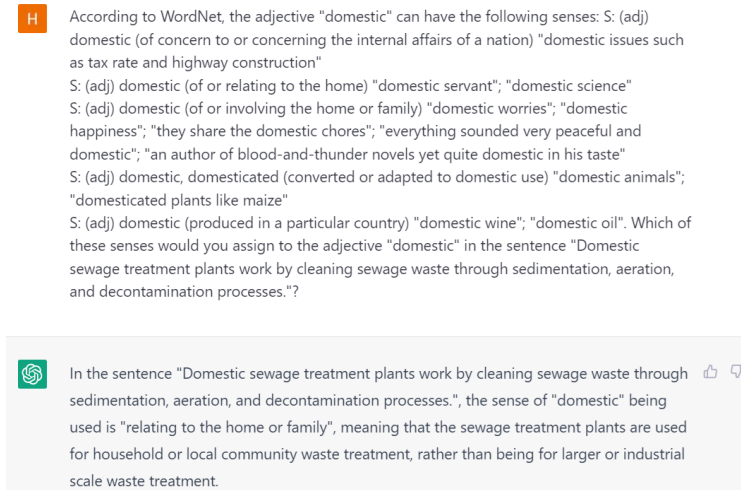 H
According to WordNet, the adjective "domestic" can have the following senses: S: (adj)
domestic (of concern to or concerning the internal affairs of a nation) "domestic issues such
as tax rate and highway construction"
S: (adj) domestic (of or relating to the home) "domestic servant"; "domestic science"
S: (adj) domestic (of or involving the home or family) "domestic worries"; "domestic
happiness"; "they share the domestic chores"; "everything sounded very peaceful and
domestic"; "an author of blood-and-thunder novels yet quite domestic in his taste"
S: (adj) domestic, domesticated (converted or adapted to domestic use) "domestic animals";
"domesticated plants like maize"
S: (adj) domestic (produced in a particular country) "domestic wine"; "domestic oil". Which of
these senses would you assign to the adjective "domestic" in the sentence "Domestic
sewage treatment plants work by cleaning sewage waste through sedimentation, aeration,
and decontamination processes."?
In the sentence "Domestic sewage treatment plants work by cleaning sewage waste through
sedimentation, aeration, and decontamination processes.", the sense of "domestic" being
used is "relating to the home or family", meaning that the sewage treatment plants are used
for household or local community waste treatment, rather than being for larger or industrial
scale waste treatment.